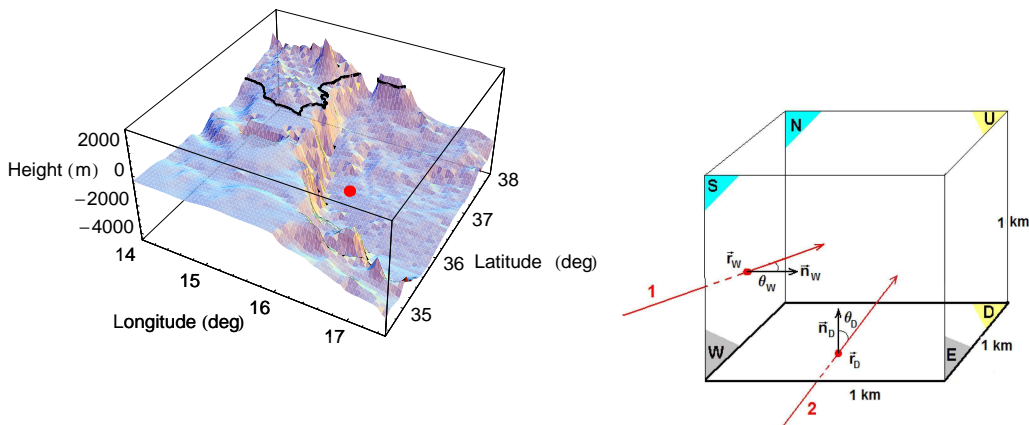 2000
Height (m) 0
−2000
−4000
14
15
16
17
Longitude (deg)
35
36
37
38
Latitude (deg)
N
U
S
1 km
r⃗W
θW
n⃗W
1
W
n⃗D
θD
r⃗D
D
E
1 km
1 km
2